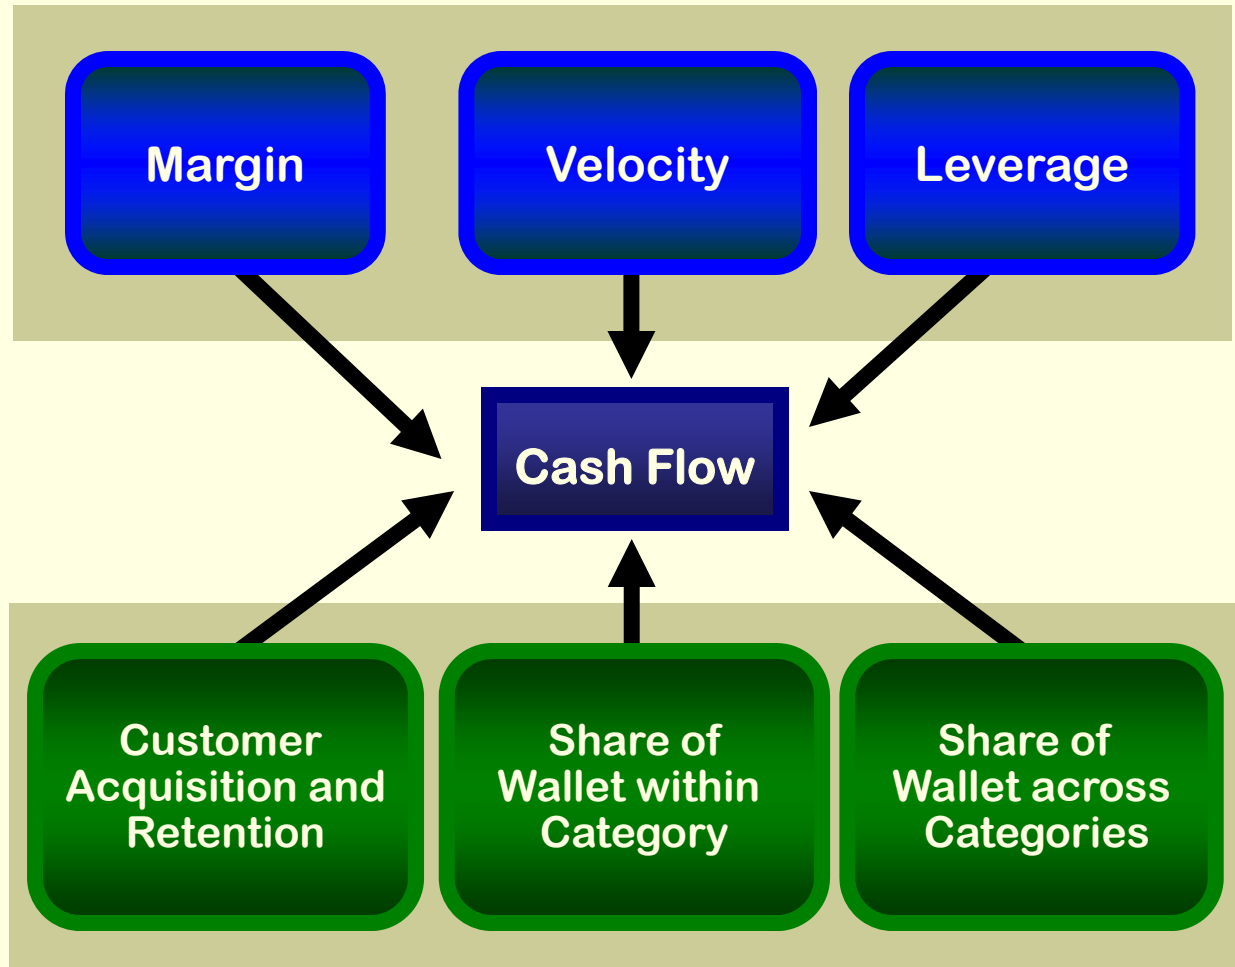 Margin
Velocity
Leverage
Cash Flow
Customer
Acquisition and
Retention
Share of
Wallet within
Category
Share of
Wallet across
Categories